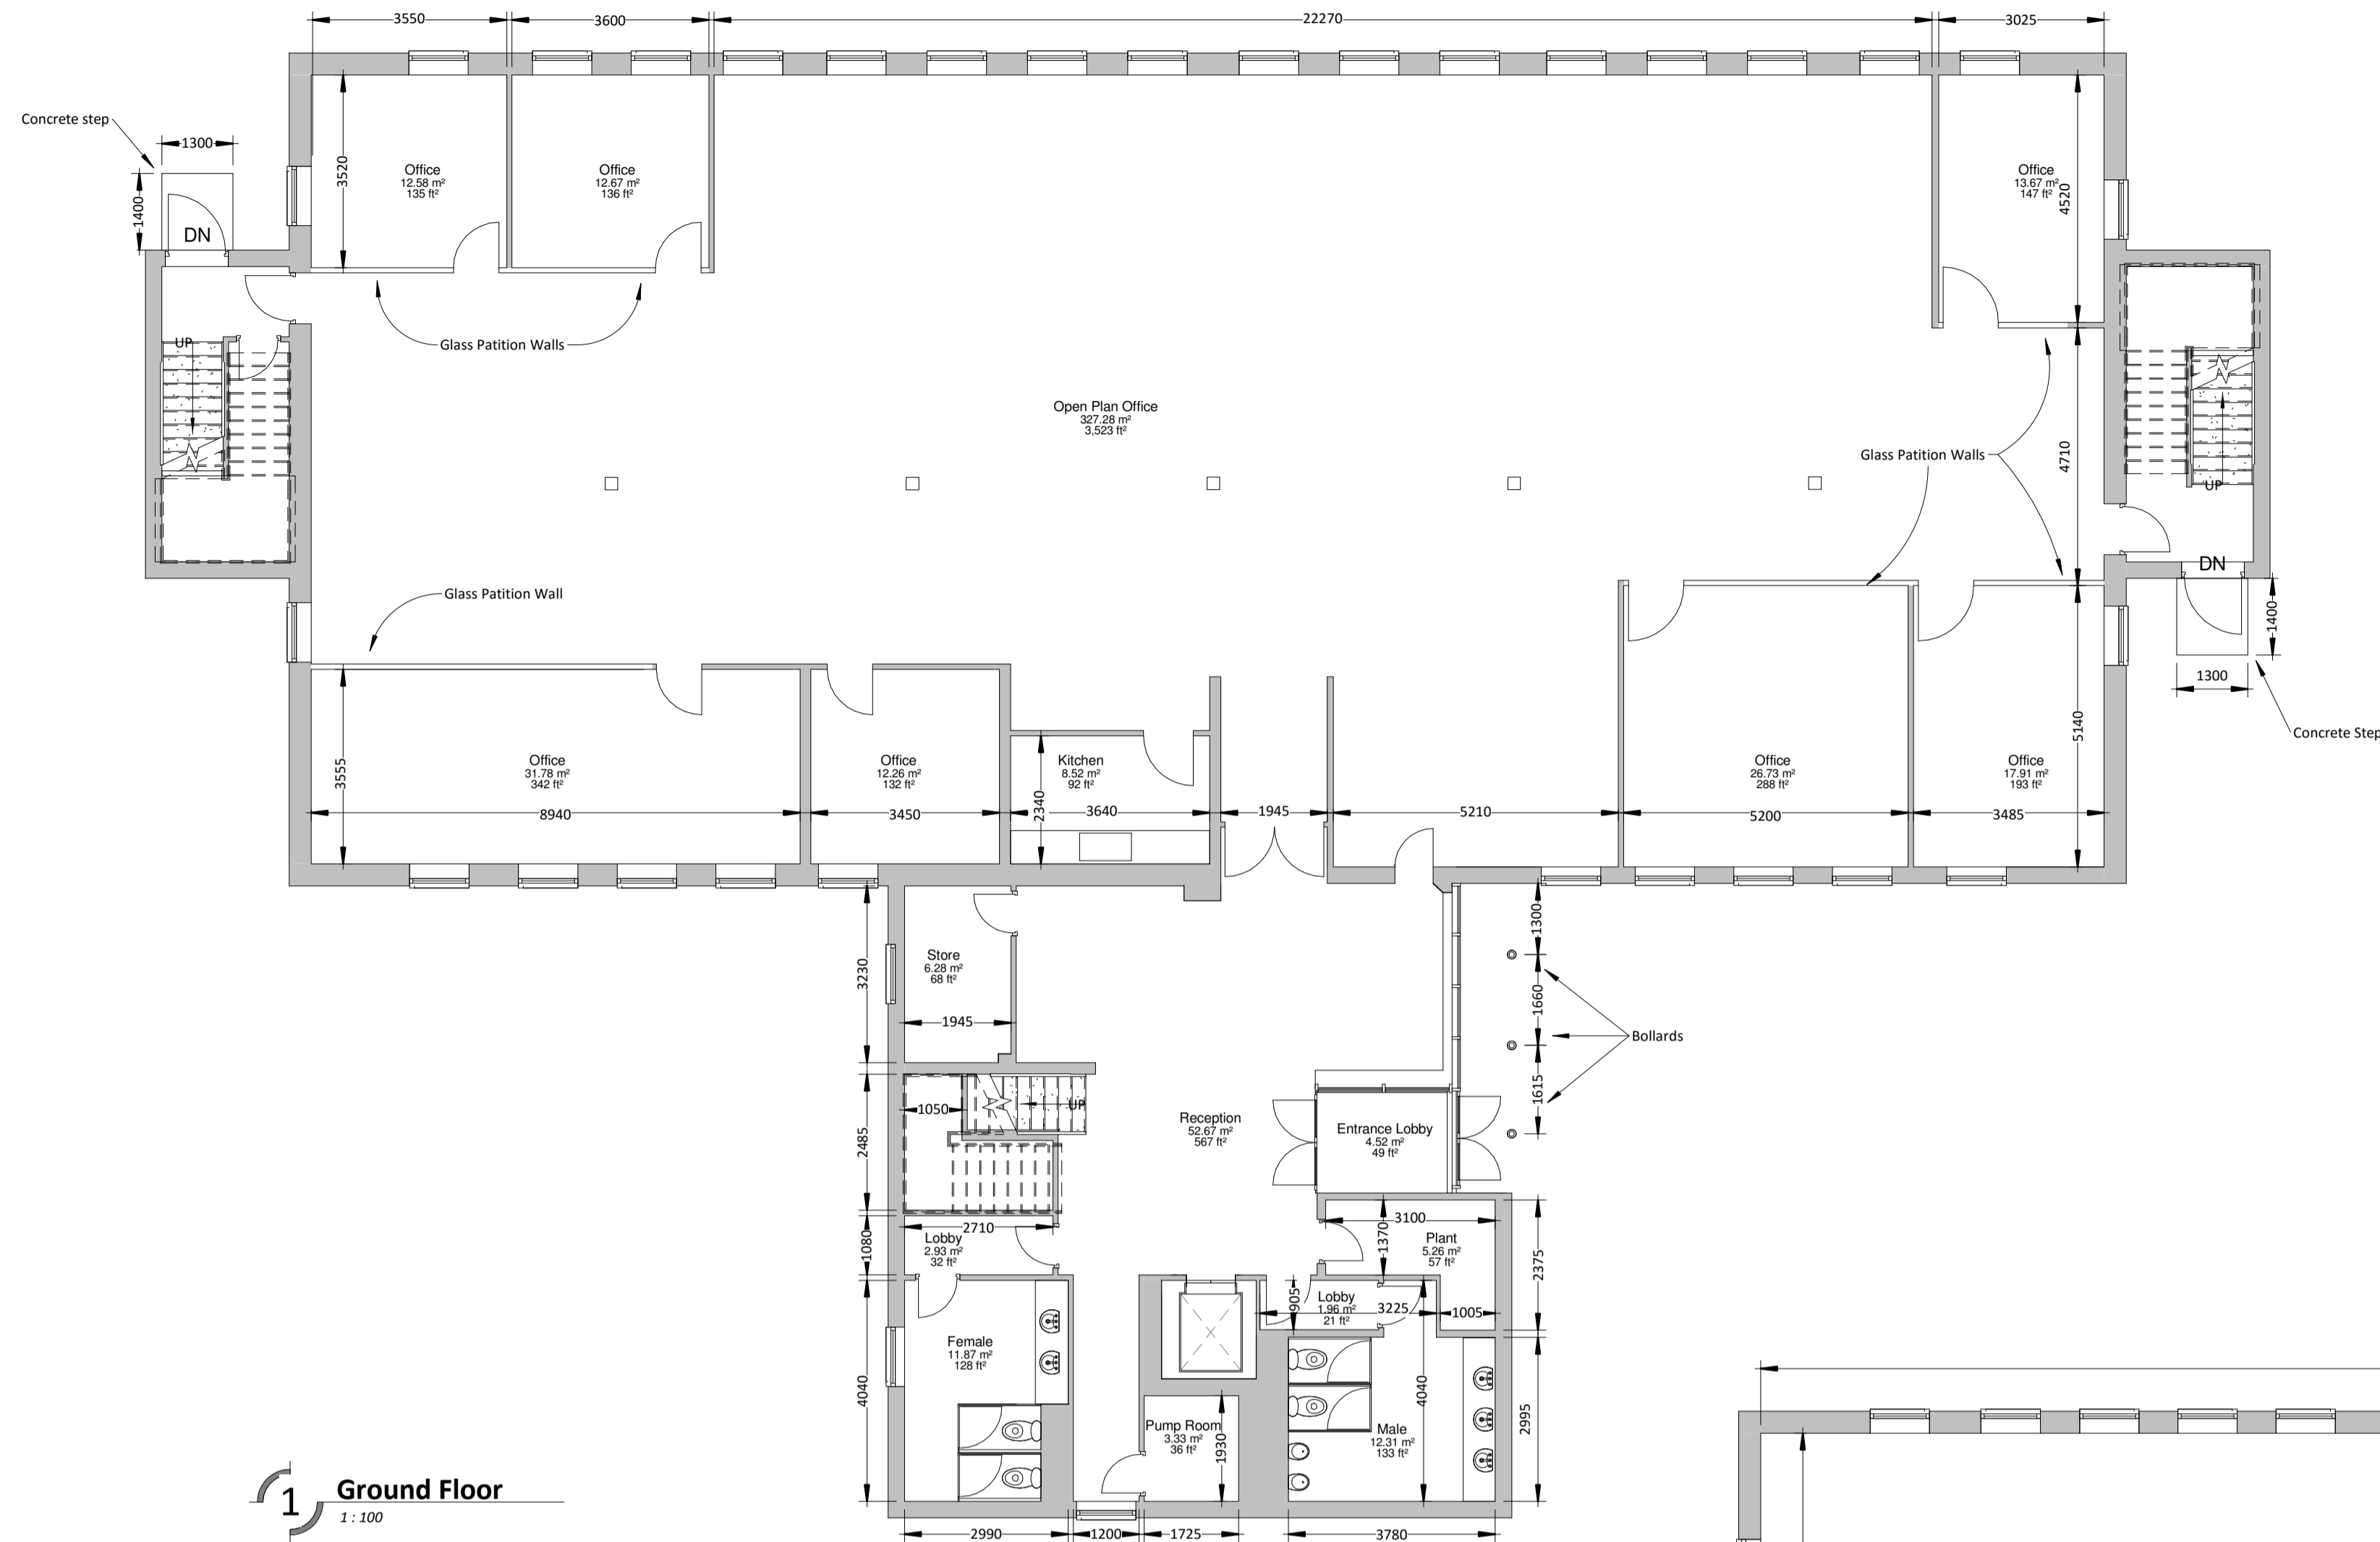 3550
3600
22270
3025
Concrete step
1300
1400
DN
3520
Office
12.58 m²
135 ft²
Office
12.67 m²
136 ft²
Office
13.67 m²
147 ft²
4520
UP
Glass Patition Walls
Open Plan Office
327.28 m²
3,523 ft²
Glass Patition Walls
4710
UP
DN
1400
1300
Concrete Step
Glass Patition Wall
3555
Office
31.78 m²
342 ft²
8940
Office
12.26 m²
132 ft²
3450
2340
Kitchen
8.52 m²
92 ft²
3640
1945
5210
Office
26.73 m²
288 ft²
5200
Office
17.91 m²
193 ft²
3485
5140
3230
Store
6.28 m²
68 ft²
1945
1300
1660
1615
Bollards
2485
1050
UP
Reception
52.67 m²
567 ft²
Entrance Lobby
4.52 m²
49 ft²
1080
2710
Lobby
2.93 m²
32 ft²
1370
3100
Plant
5.26 m²
57 ft²
2375
905
Lobby
1.96 m²
21 ft²
3225
1005
4040
Female
11.87 m²
128 ft²
Pump Room
3.33 m²
36 ft²
1930
4040
Male
12.31 m²
133 ft²
2995
2990
1200
1725
3780
1
Ground Floor
1 : 100